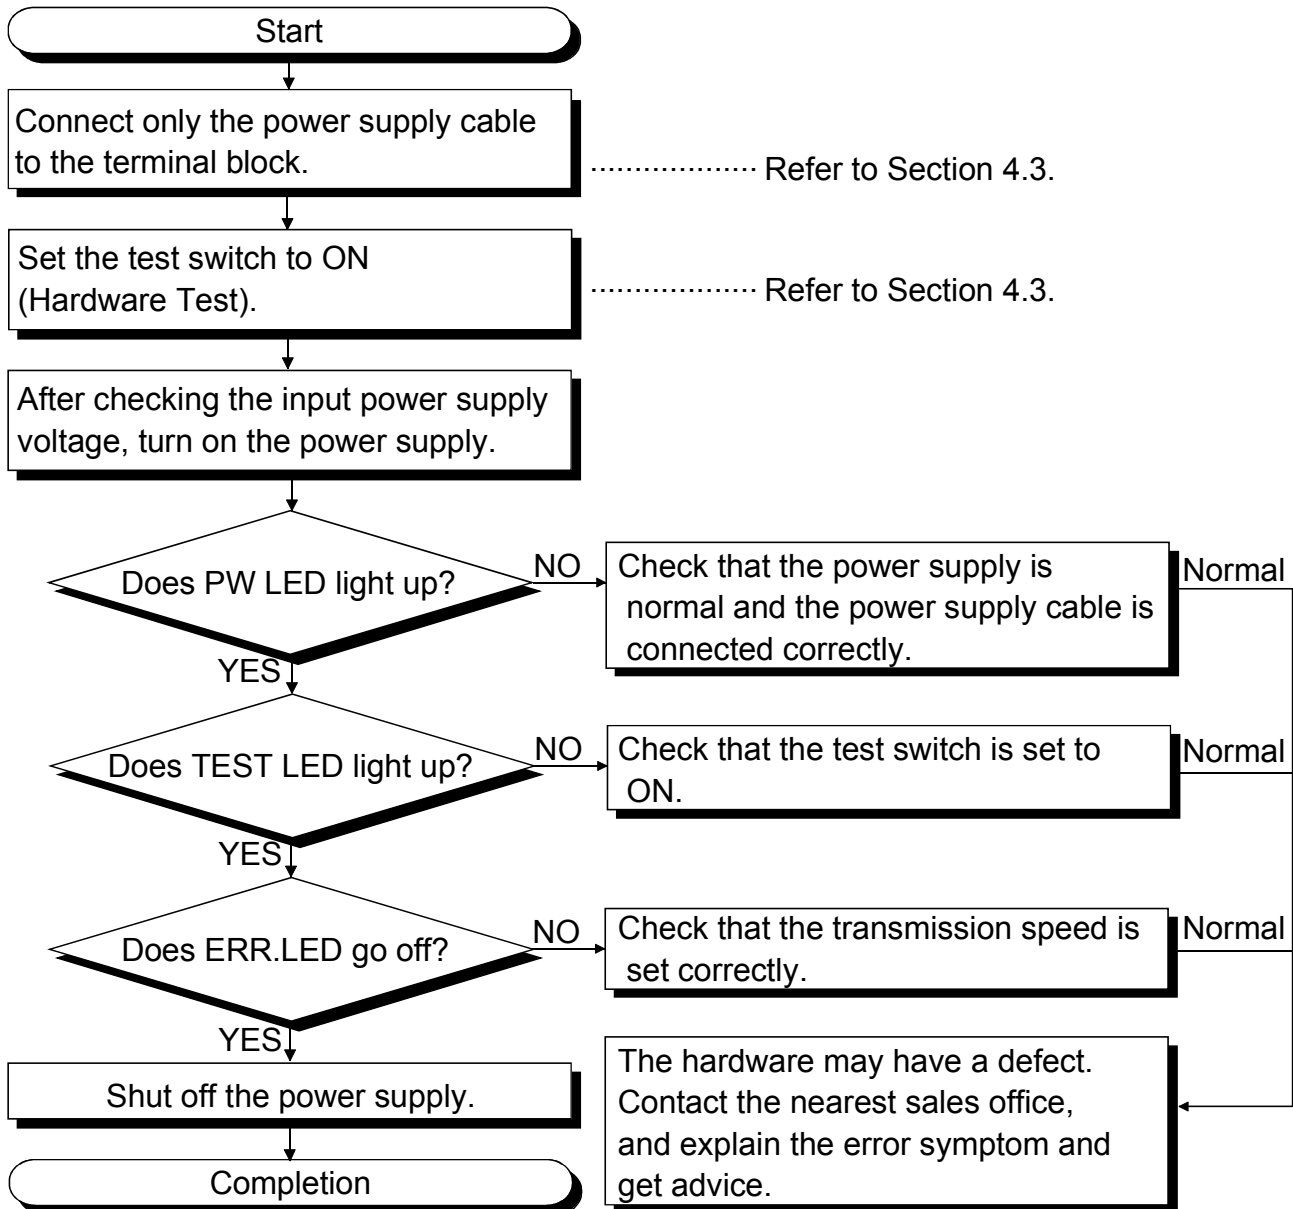 Start
Connect only the power supply cable
to the terminal block.
Refer to Section 4.3.
Set the test switch to ON
(Hardware Test).
Refer to Section 4.3.
After checking the input power supply
voltage, turn on the power supply.
Does PW LED light up?
NO
Check that the power supply is
normal and the power supply cable is
connected correctly.
Normal
YES
Does TEST LED light up?
NO
Check that the test switch is set to
ON.
Normal
YES
Does ERR.LED go off?
NO
Check that the transmission speed is
set correctly.
Normal
YES
Shut off the power supply.
The hardware may have a defect.
Contact the nearest sales office,
and explain the error symptom and
get advice.
Completion